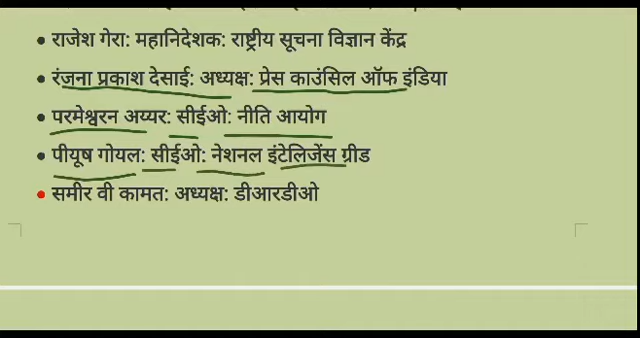 राजेश गेरा: महानिदेशक: राष्ट्रीय सूचना विज्ञान केंद्र
रंजना प्रकाश देसाई: अध्यक्ष: प्रेस काउंसिल ऑफ इंडिया
परमेश्वरन अय्यर: सीईओ: नीति आयोग
पीयूष गोयल: सीईओ: नेशनल इंटेलिजेंस ग्रीड
समीर वी कामत: अध्यक्ष: डीआरडीओ